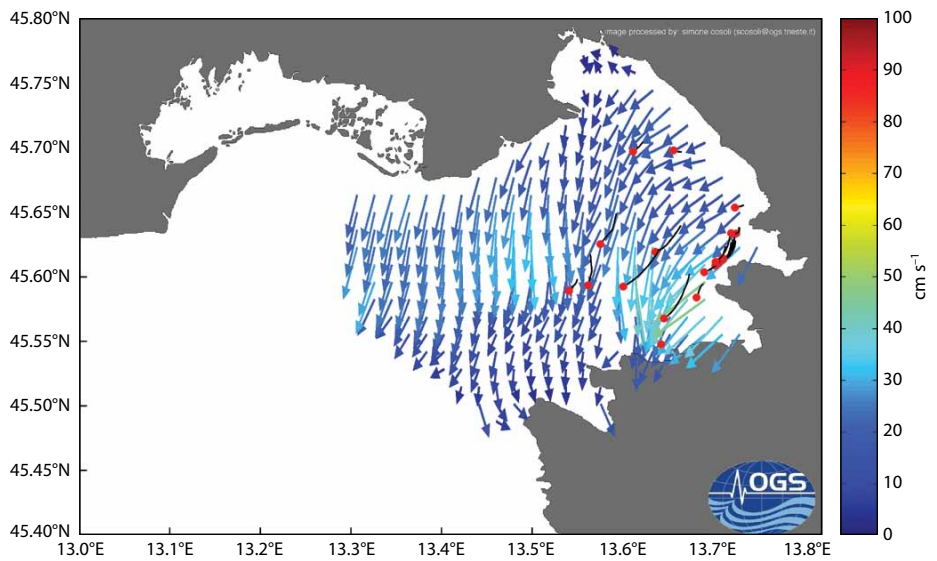 45.80°N
image processed by: simone cosoli (scosoli@ogs.trieste.it)
100
45.75°N
90
45.70°N
80
70
45.65°N
60
45.60°N
50
cm s⁻¹
40
45.55°N
30
45.50°N
20
45.45°N
OGS
10
45.40°N
0
13.0°E 13.1°E 13.2°E 13.3°E 13.4°E 13.5°E 13.6°E 13.7°E 13.8°E